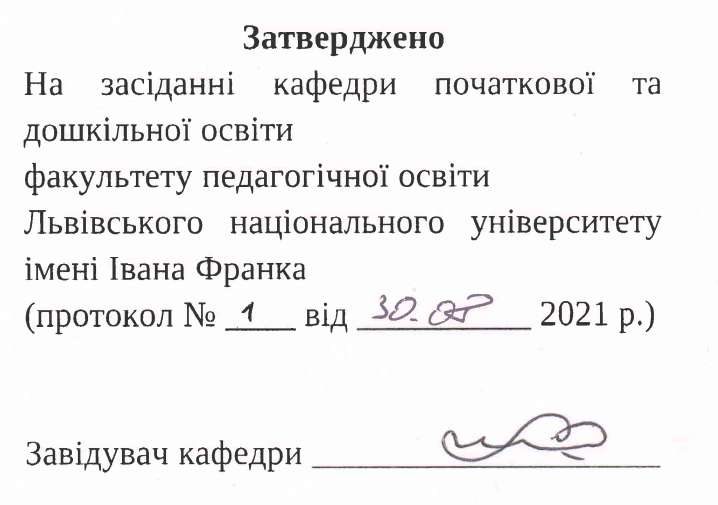 Затверджено
На засіданні кафедри початкової та
дошкільної освіти
факультету педагогічної освіти
Львівського національного університету
імені Івана Франка
(протокол № 1 від 30.08 2021 р.)
Завідувач кафедри